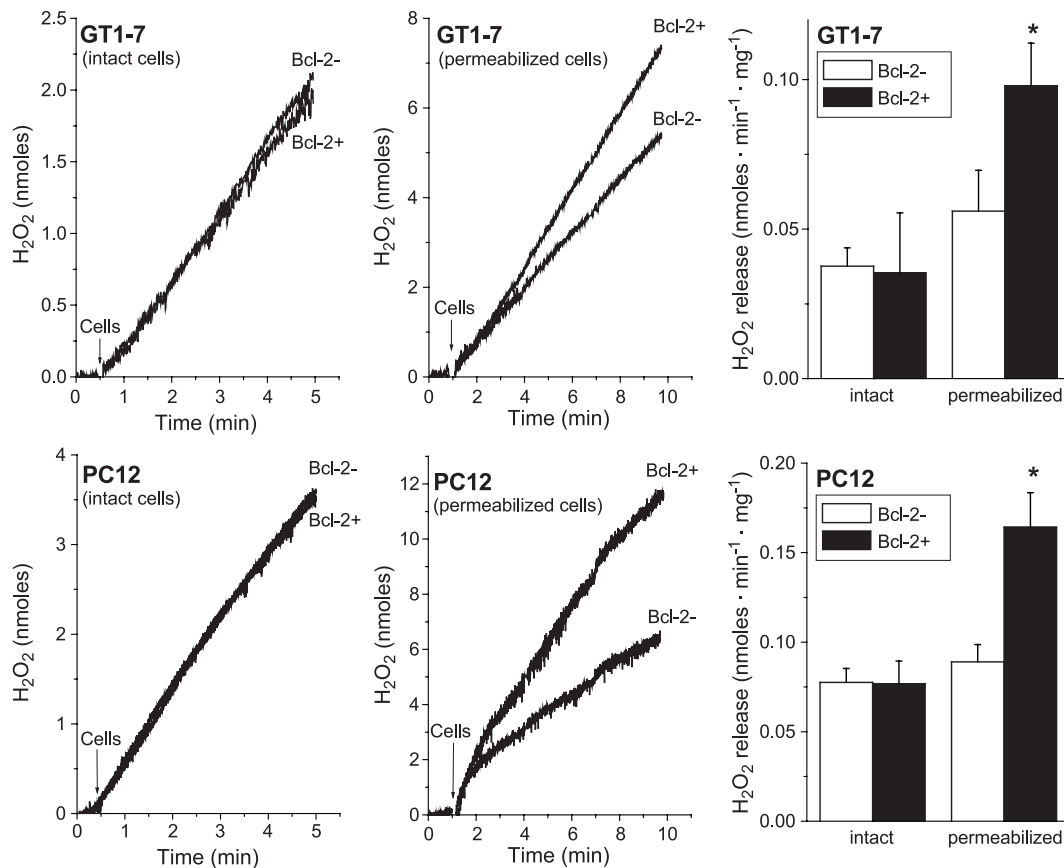 GT1-7
(intact cells)
Bcl-2-
Bcl-2+
Cells
H₂O₂ (nmoles)
2.5
2.0
1.5
1.0
0.5
0.0
0 1 2 3 4 5
Time (min)
GT1-7
(permeabilized cells)
Bcl-2+
Bcl-2-
Cells
H₂O₂ (nmoles)
8
6
4
2
0
0 2 4 6 8 10
Time (min)
GT1-7
*
Bcl-2-
Bcl-2+
H₂O₂ release (nmoles · min⁻¹ · mg⁻¹)
0.10
0.05
0.00
intact permeabilized
PC12
(intact cells)
Bcl-2-
Bcl-2+
Cells
H₂O₂ (nmoles)
4
3
2
1
0
0 1 2 3 4 5
Time (min)
PC12
(permeabilized cells)
Bcl-2+
Bcl-2-
Cells
H₂O₂ (nmoles)
12
10
8
6
4
2
0
0 2 4 6 8 10
Time (min)
PC12
*
Bcl-2-
Bcl-2+
H₂O₂ release (nmoles · min⁻¹ · mg⁻¹)
0.20
0.15
0.10
0.05
0.00
intact permeabilized